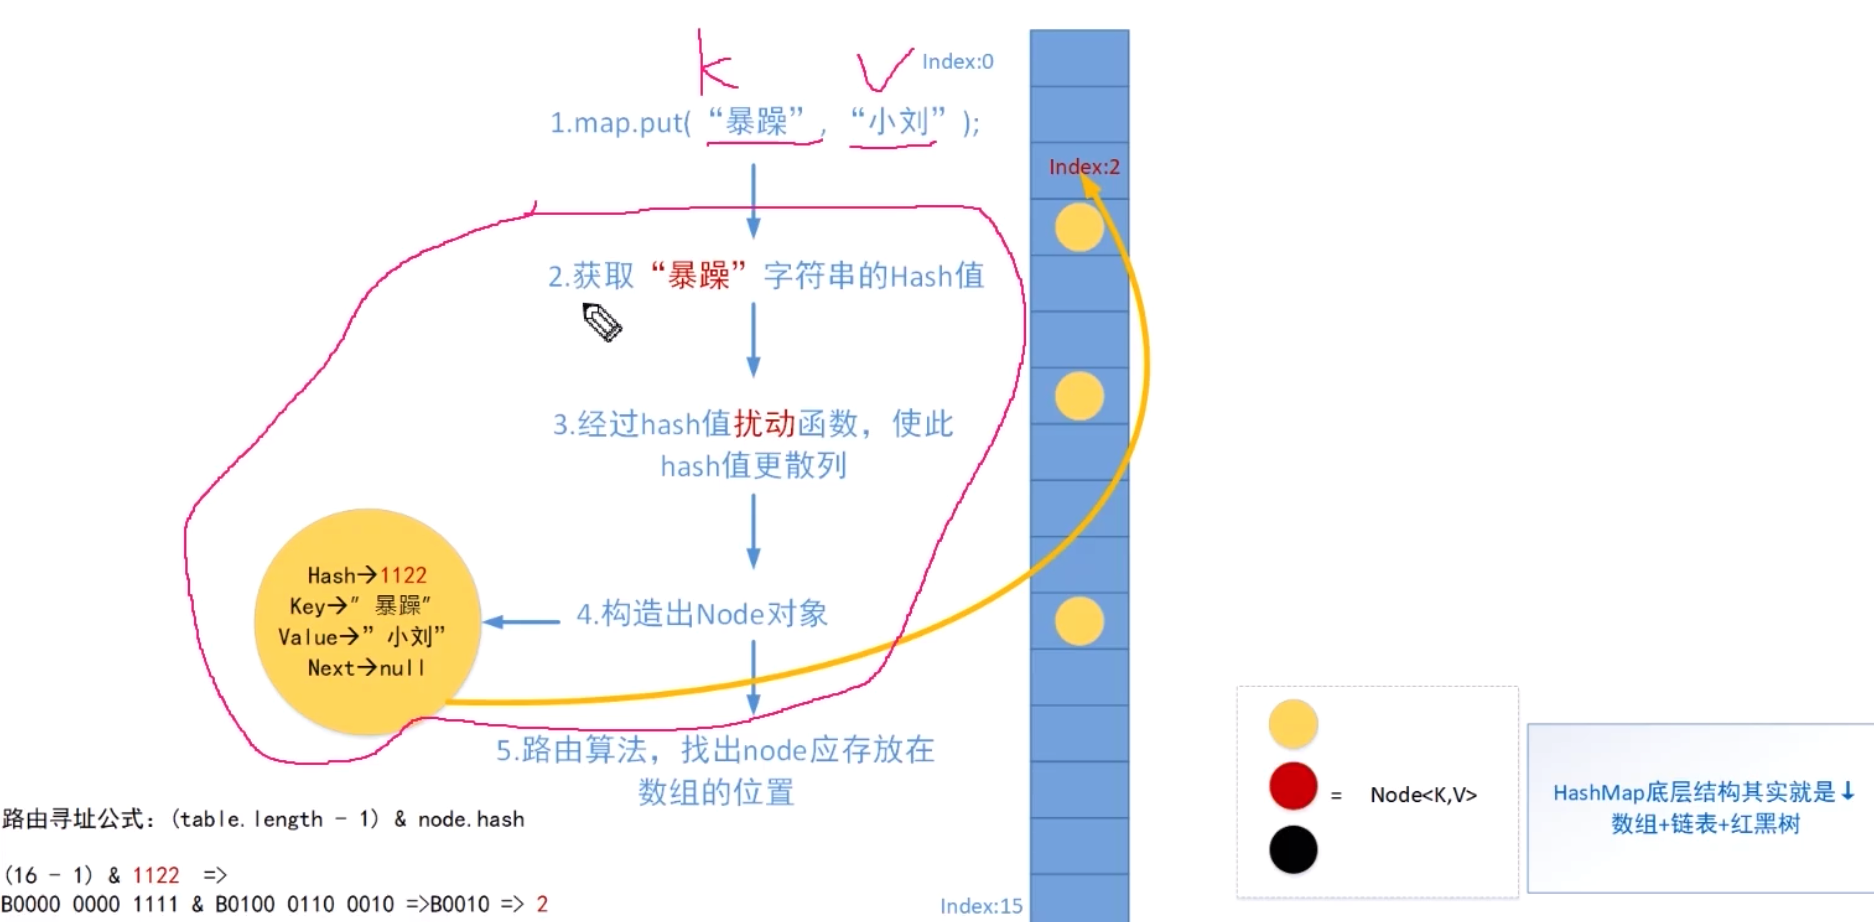 K V
Index:0
1.map.put( “暴躁” , “小刘” );
Index:2
2.获取 “暴躁” 字符串的Hash值
3.经过hash值扰动函数，使此
hash值更散列
Hash→1122
Key→" 暴躁"
Value→" 小刘"
Next→null
4.构造出Node对象
5.路由算法，找出node应存放在
数组的位置
路由寻址公式：(table.length - 1) & node.hash
(16 - 1) & 1122 =>
B0000 0000 1111 & B0100 0110 0010 =>B0010 => 2
Index:15
= Node<K,V>
HashMap底层结构其实就是↓
数组+链表+红黑树